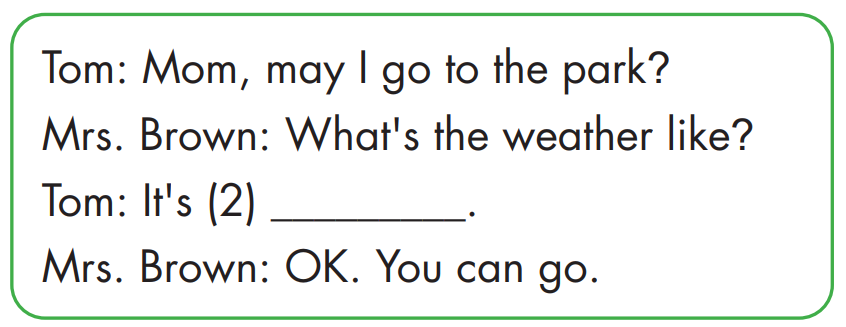 Tom: Mom, may I go to the park?
Mrs. Brown: What's the weather like?
Tom: It's (2) _________.
Mrs. Brown: OK. You can go.